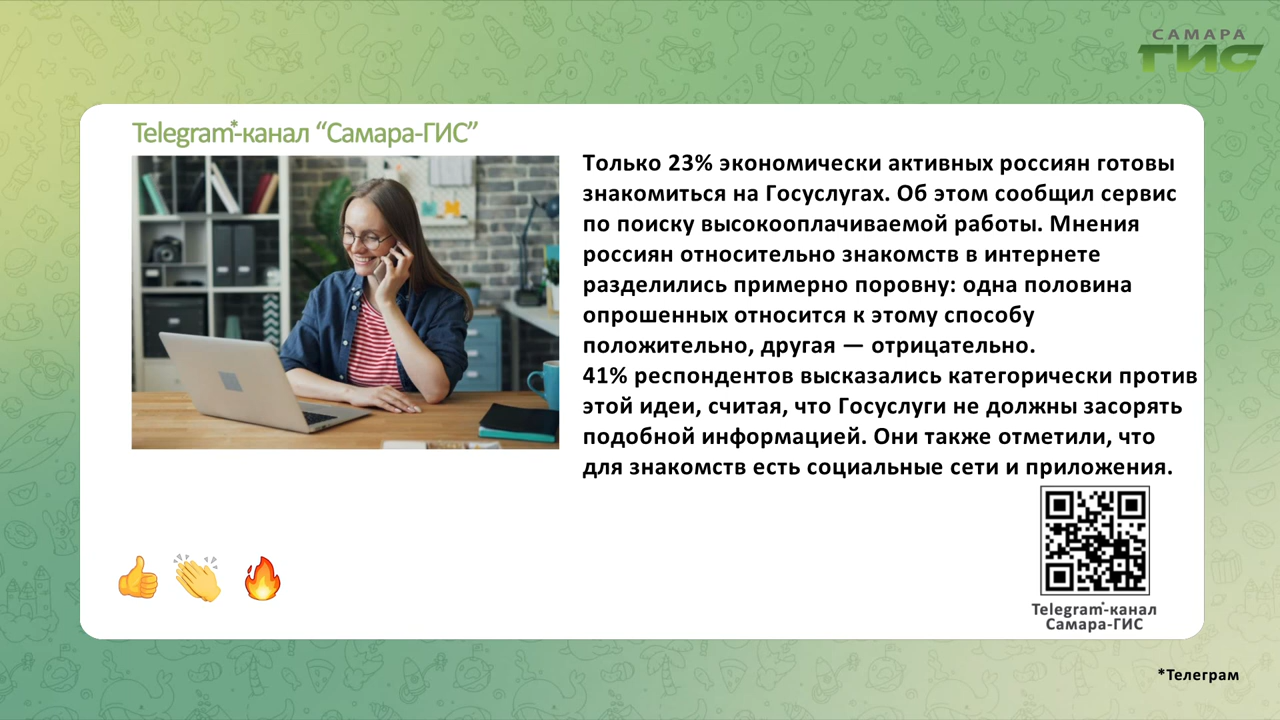 САМАРА
ГИС
Telegram*-канал “Самара-ГИС”
Только 23% экономически активных россиян готовы
знакомиться на Госуслугах. Об этом сообщил сервис
по поиску высокооплачиваемой работы. Мнения
россиян относительно знакомств в интернете
разделились примерно поровну: одна половина
опрошенных относится к этому способу
положительно, другая — отрицательно.
41% респондентов высказались категорически против
этой идеи, считая, что Госуслуги не должны засорять
подобной информацией. Они также отметили, что
для знакомств есть социальные сети и приложения.
Telegram*-канал
Самара-ГИС
*Телеграм